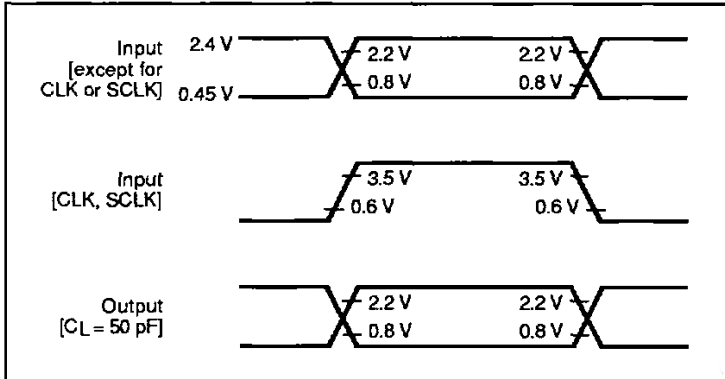 Input 2.4 V
[except for 2.2 V 2.2 V
CLK or SCLK] 0.45 V 0.8 V 0.8 V
Input 3.5 V 3.5 V
[CLK, SCLK] 0.6 V 0.6 V
Output 2.2 V 2.2 V
[CL = 50 pF] 0.8 V 0.8 V